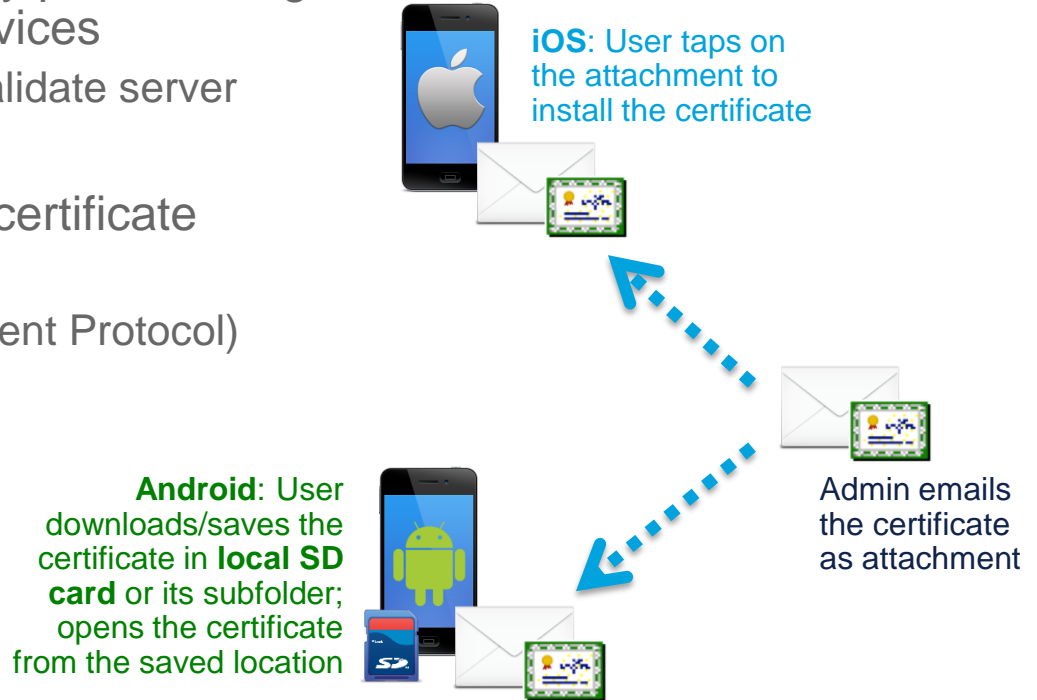 vices
alidate server
certificate
ent Protocol)
iOS: User taps on
the attachment to
install the certificate
Admin emails
the certificate
as attachment
Android: User
downloads/saves the
certificate in local SD
card or its subfolder;
opens the certificate
from the saved location